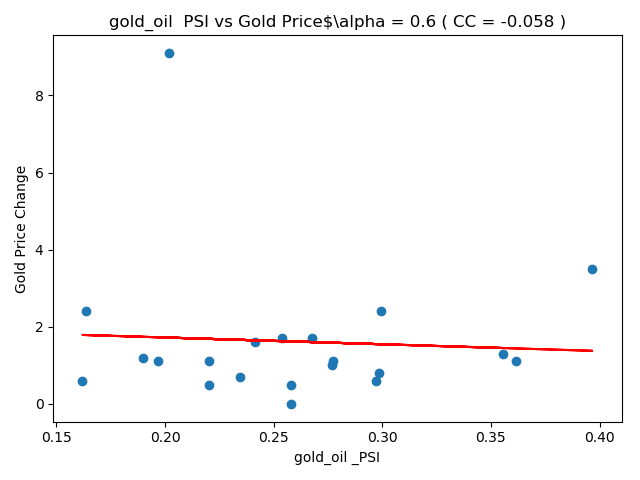 gold_oil  PSI vs Gold Price$\alpha = 0.6 ( CC = -0.058 )
Gold Price Change
8
6
4
2
0
0.15 0.20 0.25 0.30 0.35 0.40
gold_oil _PSI